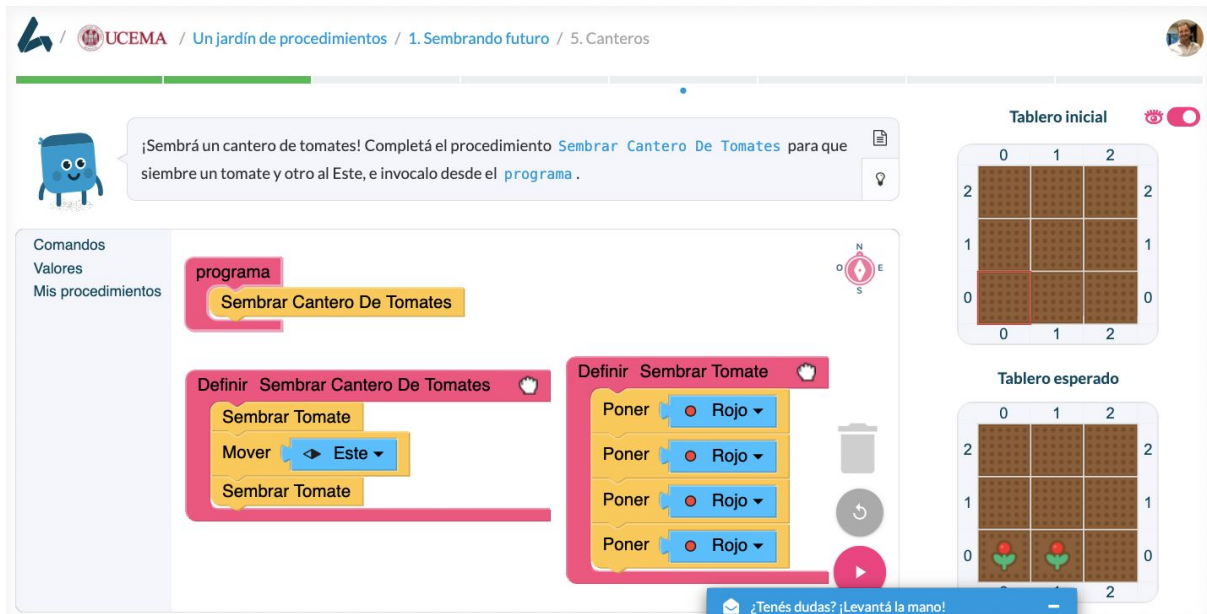 / UCEMA / Un jardín de procedimientos / 1. Sembrando futuro / 5. Canteros
¡Sembrá un cantero de tomates! Completá el procedimiento Sembrar Cantero De Tomates para que
siembre un tomate y otro al Este, e invocalo desde el programa.
Comandos
Valores
Mis procedimientos
programa
Sembrar Cantero De Tomates
N
O E
S
Definir Sembrar Cantero De Tomates
Sembrar Tomate
Mover Este
Sembrar Tomate
Definir Sembrar Tomate
Poner Rojo
Poner Rojo
Poner Rojo
Poner Rojo
Tablero inicial
0 1 2
2 2
1 1
0 0
0 1 2
Tablero esperado
0 1 2
2 2
1 1
0 0
2
¿Tenés dudas? ¡Levantá la mano!